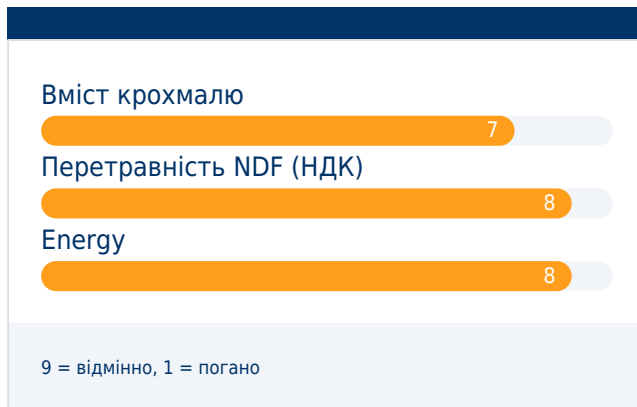 Вміст крохмалю
7
Перетравність NDF (НДК)
8
Energy
8
9 = відмінно, 1 = погано